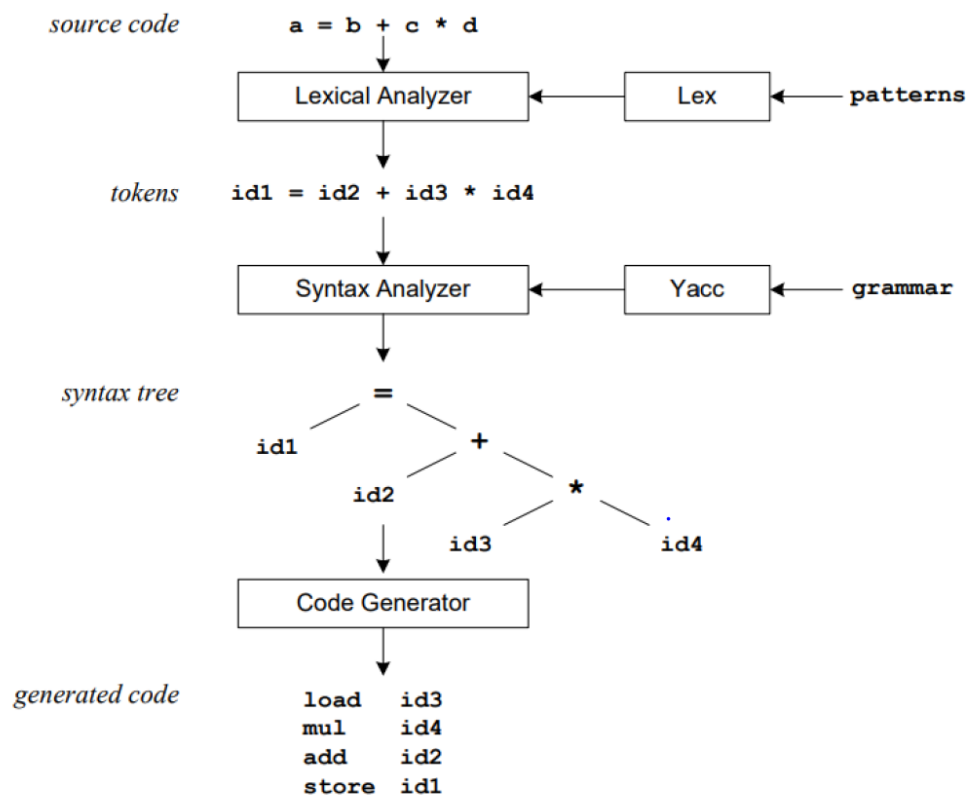 source code a = b + c * d
Lexical Analyzer Lex patterns
tokens id1 = id2 + id3 * id4
Syntax Analyzer Yacc grammar
syntax tree =
id1 +
id2 *
id3 id4
Code Generator
generated code load id3
mul id4
add id2
store id1